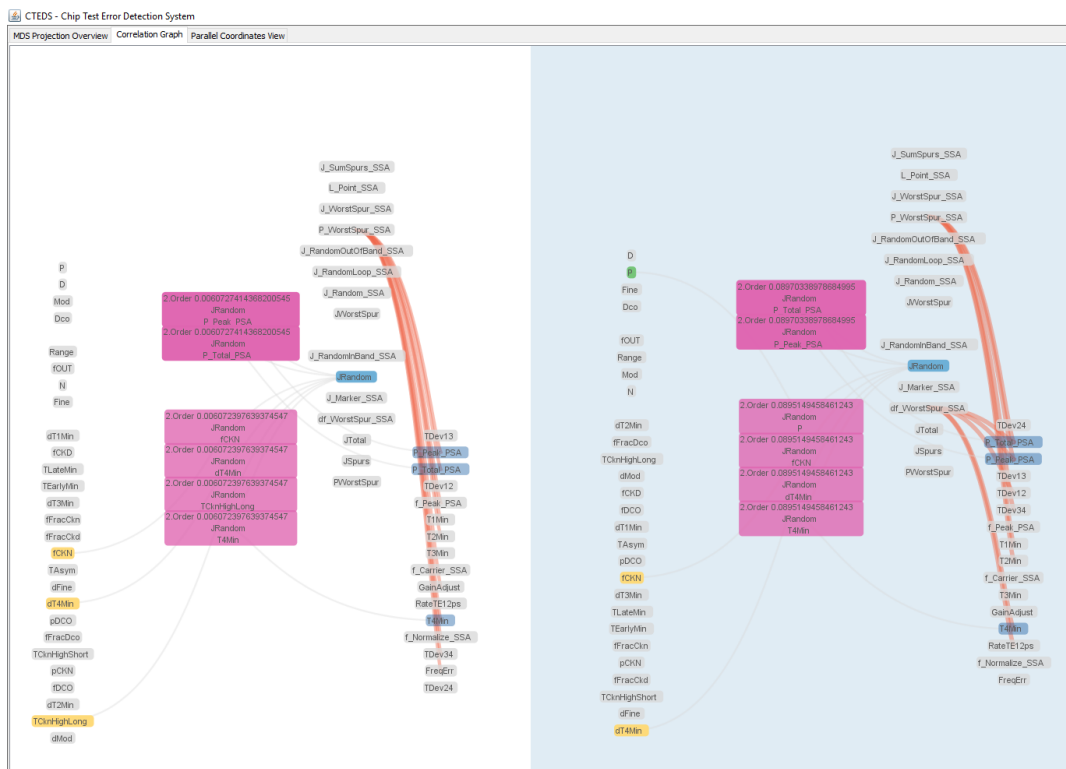 CTEDS - Chip Test Error Detection System
MDS Projection Overview
Correlation Graph
Parallel Coordinates View
P
D
Mod
Dco
Range
fOUT
N
Fine
dT1Min
fCKD
TLateMin
TEarlyMin
dT3Min
fFracCkn
fFracCkd
fCKN
TAsym
dFine
dT4Min
pDCO
fFracDco
TCknHighShort
pCKN
fDCO
dT2Min
TCknHighLong
dMod
2.Order 0.0060727414368200545
JRandom
P_Peak_PSA
2.Order 0.0060727414368200545
JRandom
P_Total_PSA
2.Order 0.006072397639374547
JRandom
fCKN
2.Order 0.006072397639374547
JRandom
dT4Min
2.Order 0.006072397639374547
JRandom
TCknHighLong
2.Order 0.006072397639374547
JRandom
T4Min
J_SumSpurs_SSA
L_Point_SSA
J_WorstSpur_SSA
P_WorstSpur_SSA
J_RandomOutOfBand_SSA
J_RandomLoop_SSA
J_Random_SSA
JWorstSpur
J_RandomInBand_SSA
JRandom
J_Marker_SSA
df_WorstSpur_SSA
JTotal
JSpurs
PWorstSpur
TDev13
P_Peak_PSA
P_Total_PSA
TDev12
f_Peak_PSA
T1Min
T2Min
T3Min
f_Carrier_SSA
GainAdjust
RateTE12ps
T4Min
f_Normalize_SSA
TDev34
FreqErr
TDev24
D
P
Fine
Dco
fOUT
Range
Mod
N
dT2Min
fFracDco
TCknHighLong
dMod
fCKD
fDCO
dT1Min
TAsym
pDCO
fCKN
dT3Min
TLateMin
TEarlyMin
fFracCkn
pCKN
fFracCkd
TCknHighShort
dFine
dT4Min
2.Order 0.08970338978684995
JRandom
P_Total_PSA
2.Order 0.08970338978684995
JRandom
P_Peak_PSA
2.Order 0.0895149458461243
JRandom
P
2.Order 0.0895149458461243
JRandom
fCKN
2.Order 0.0895149458461243
JRandom
dT4Min
2.Order 0.0895149458461243
JRandom
T4Min
J_SumSpurs_SSA
L_Point_SSA
J_WorstSpur_SSA
P_WorstSpur_SSA
J_RandomOutOfBand_SSA
J_RandomLoop_SSA
J_Random_SSA
JWorstSpur
J_RandomInBand_SSA
JRandom
J_Marker_SSA
df_WorstSpur_SSA
JTotal
JSpurs
PWorstSpur
TDev24
P_Total_PSA
P_Peak_PSA
TDev13
TDev12
TDev34
f_Peak_PSA
T1Min
T2Min
f_Carrier_SSA
T3Min
GainAdjust
T4Min
RateTE12ps
f_Normalize_SSA
FreqErr